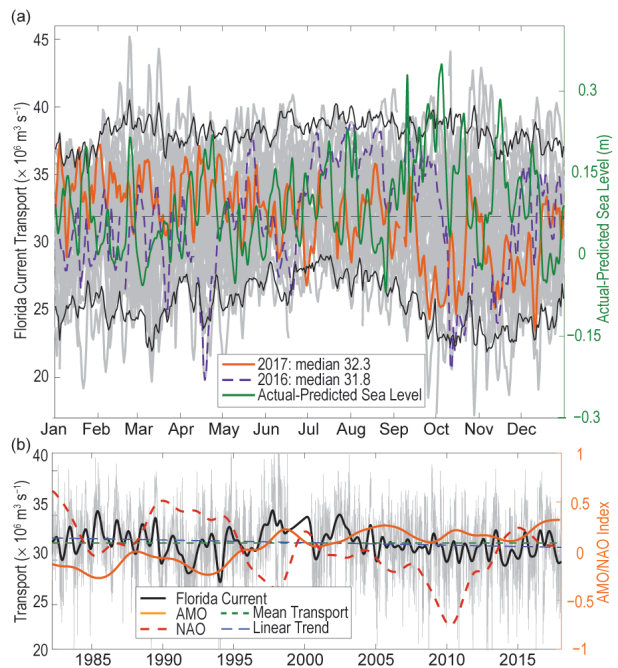 (a)
45
40
35
30
25
20
Florida Current Transport (× 10⁶ m³ s⁻¹)
0.3
0.15
0
−0.15
−0.3
Actual-Predicted Sea Level (m)
2017: median 32.3
2016: median 31.8
Actual-Predicted Sea Level
Jan Feb Mar Apr May Jun Jul Aug Sep Oct Nov Dec
(b)
40
35
30
25
20
Transport (× 10⁶ m³ s⁻¹)
1
0.5
0
−0.5
−1
AMO/NAO Index
Florida Current
AMO Mean Transport
NAO Linear Trend
1985 1990 1995 2000 2005 2010 2015